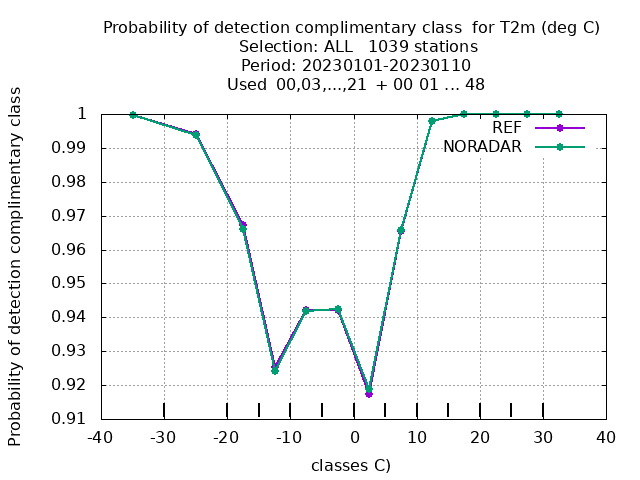 Probability of detection complimentary class  for T2m (deg C)
Selection: ALL   1039 stations
Period: 20230101-20230110
Used  00,03,...,21  + 00 01 ... 48
Probability of detection complimentary class
1
0.99
0.98
0.97
0.96
0.95
0.94
0.93
0.92
0.91
REF
NORADAR
-40 -30 -20 -10 0 10 20 30 40
classes C)